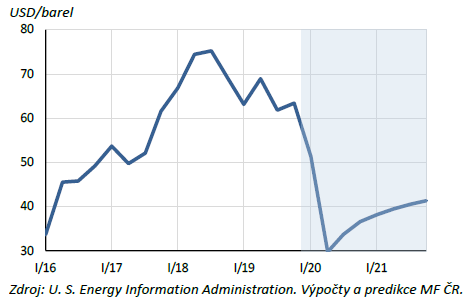 USD/barel
80
70
60
50
40
30
I/16 I/17 I/18 I/19 I/20 I/21
Zdroj: U. S. Energy Information Administration. Výpočty a predikce MF ČR.